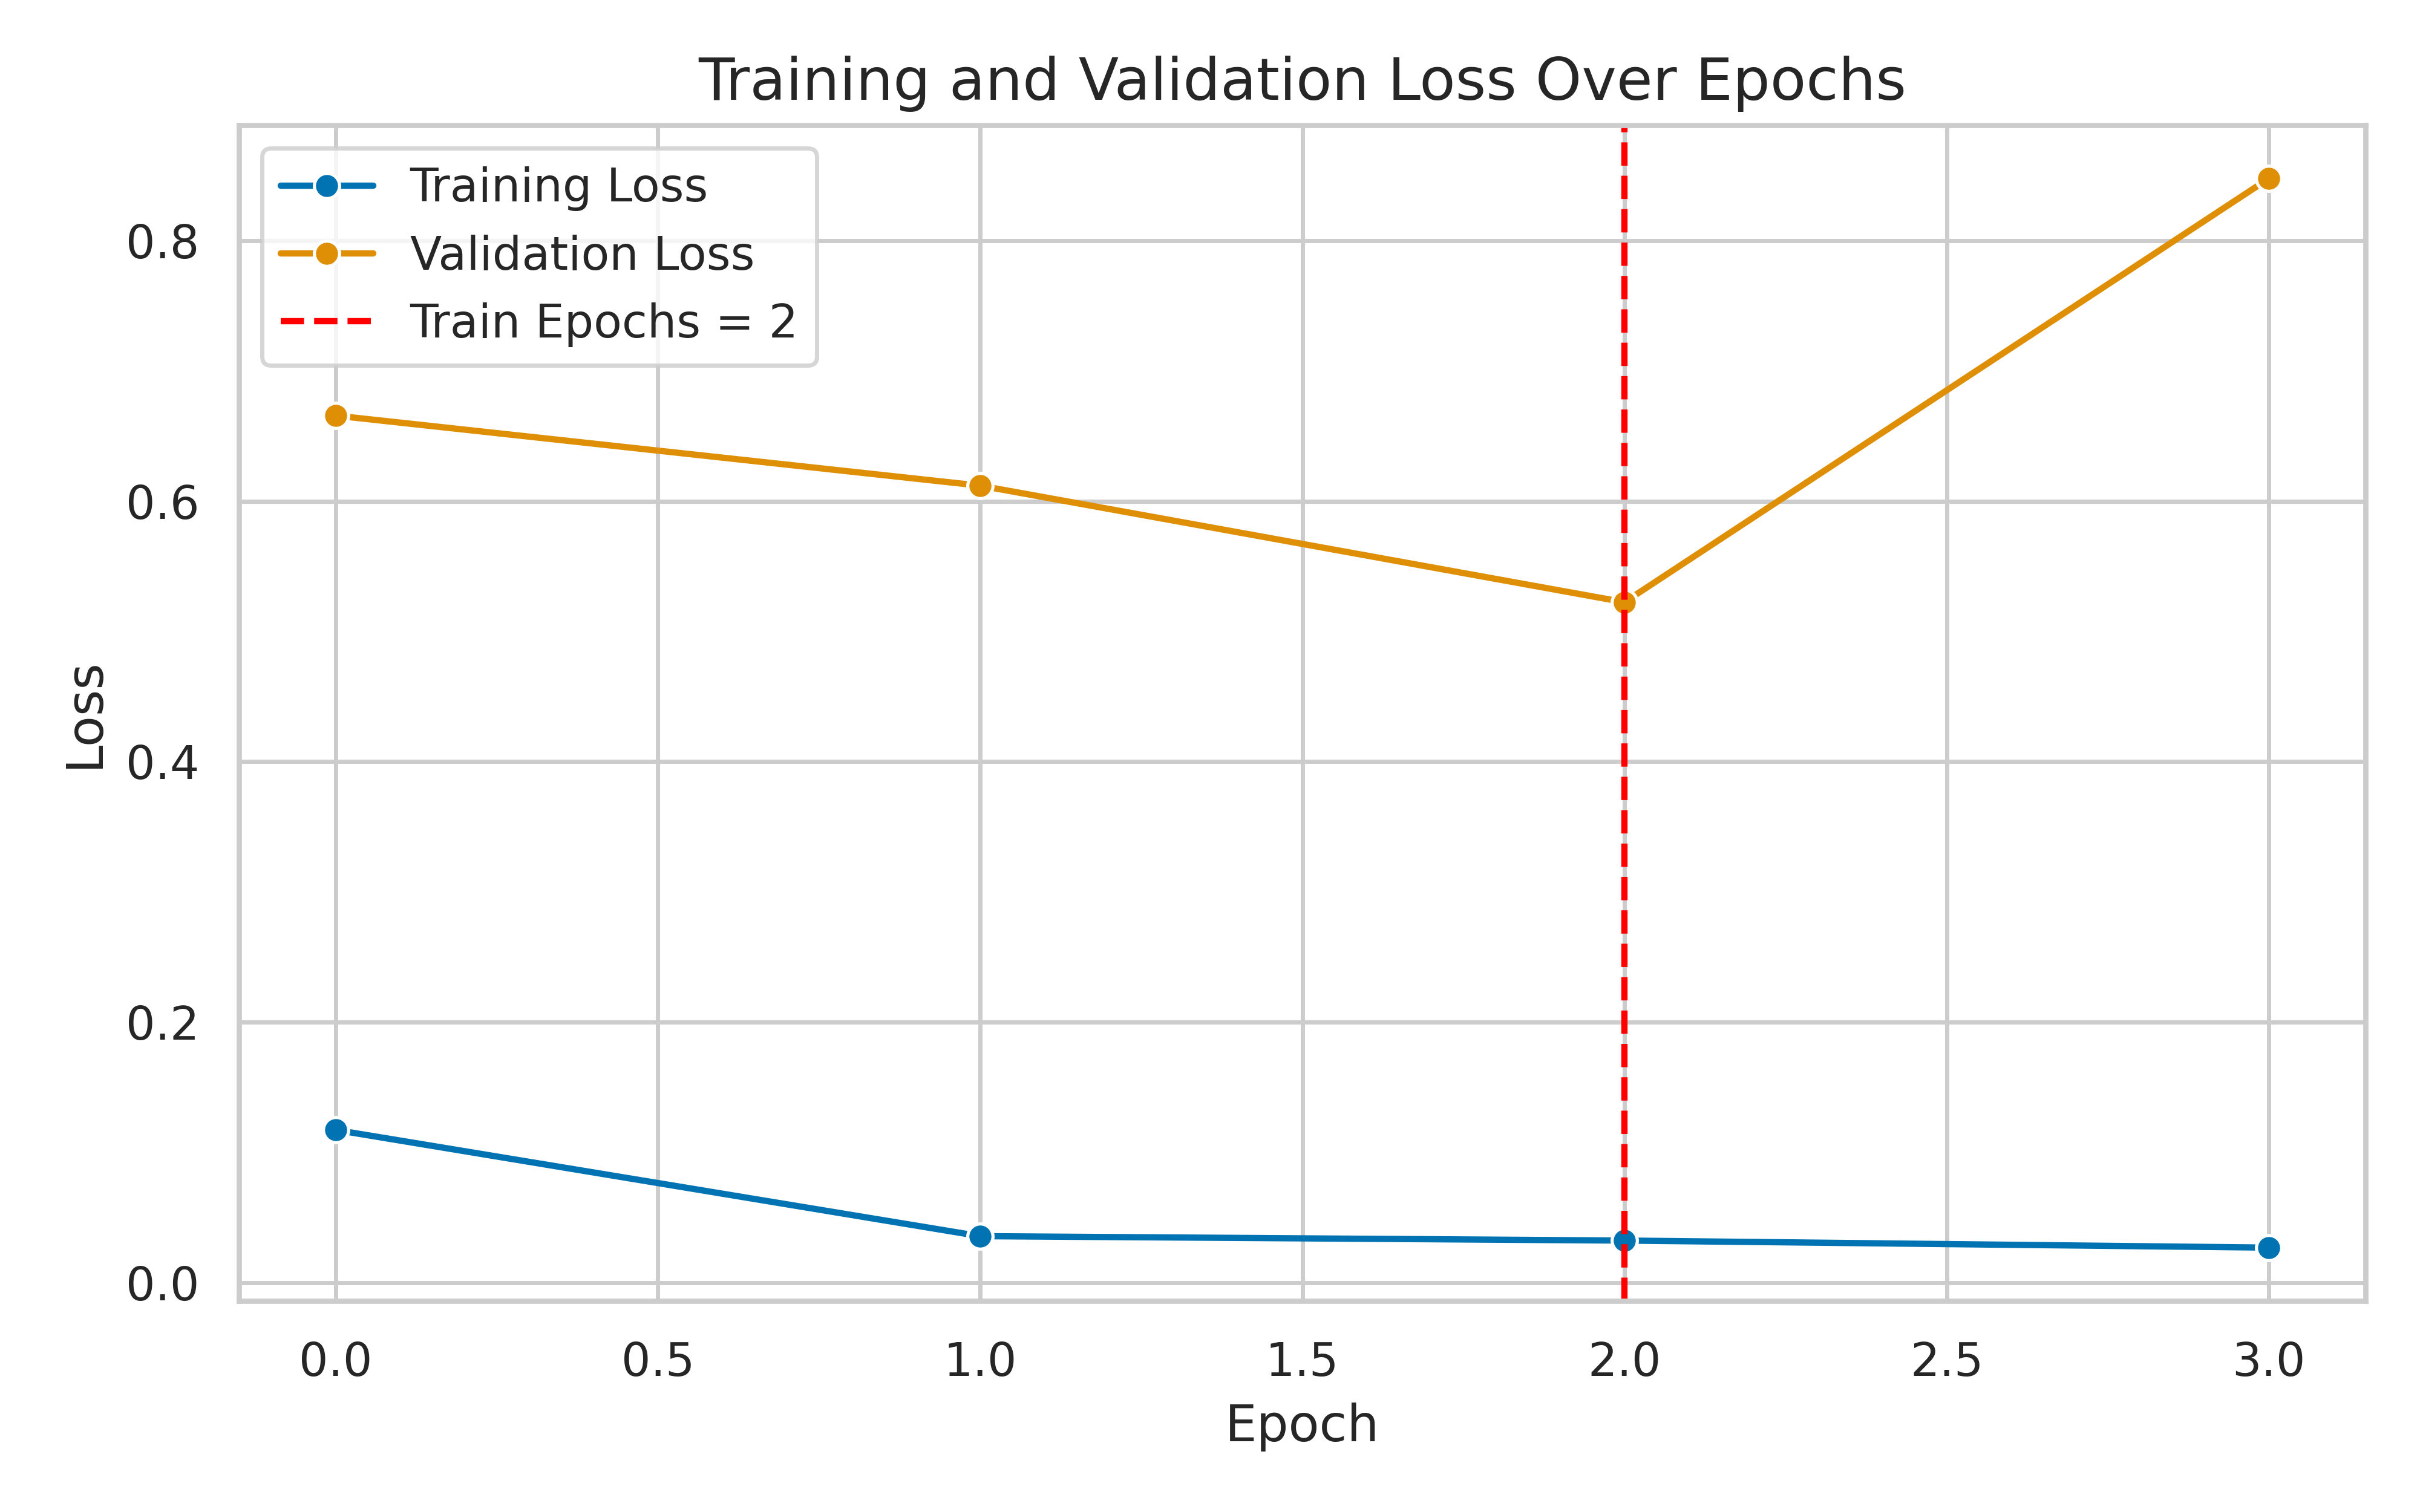 Training and Validation Loss Over Epochs
Training Loss
Validation Loss
Train Epochs = 2
0.8
0.6
0.4
0.2
0.0
Loss
0.0 0.5 1.0 1.5 2.0 2.5 3.0
Epoch